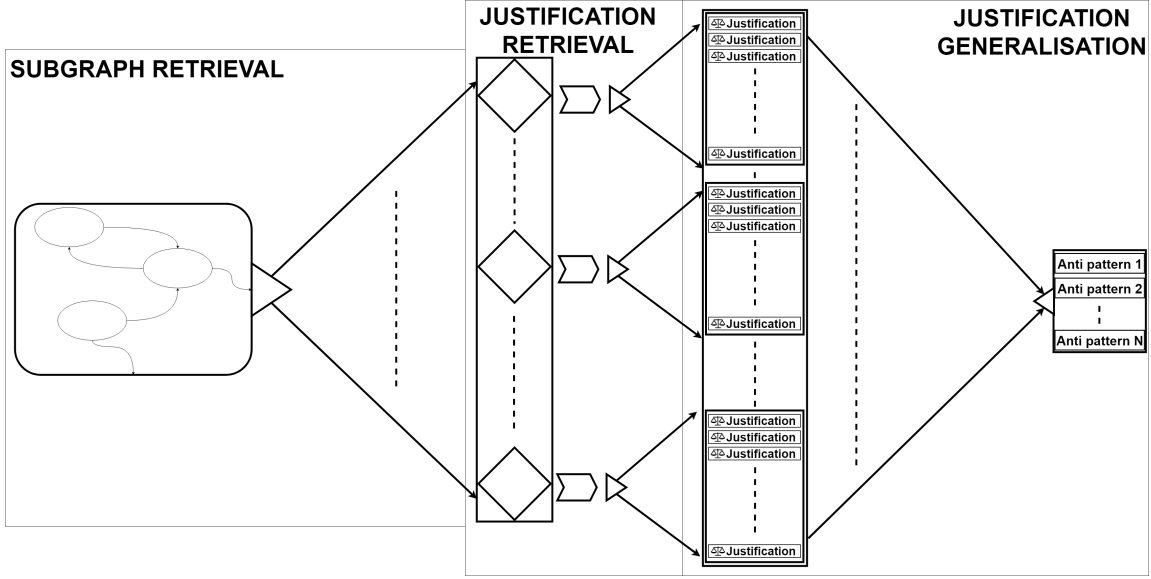 SUBGRAPH RETRIEVAL
JUSTIFICATION
RETRIEVAL
JUSTIFICATION
GENERALISATION
Justification
Justification
Justification
Justification
Justification
Justification
Justification
Justification
Justification
Justification
Justification
Justification
Anti pattern 1
Anti pattern 2
Anti pattern N